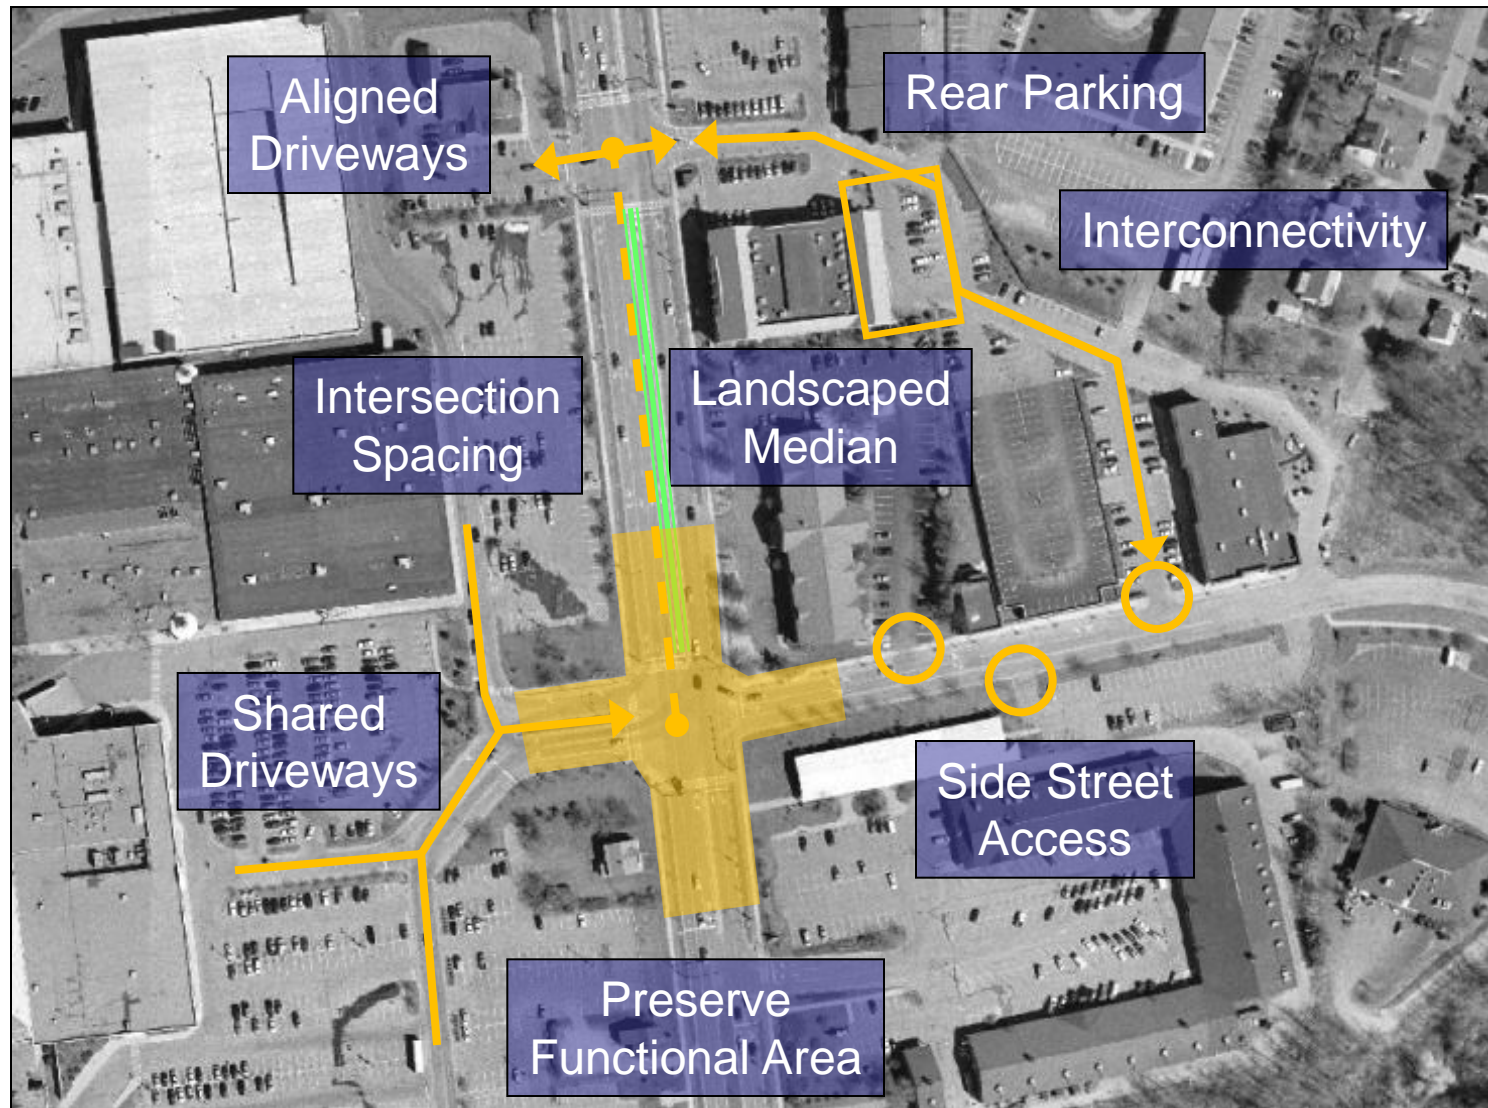 Aligned
Driveways
Rear Parking
Interconnectivity
Intersection
Spacing
Landscaped
Median
Shared
Driveways
Side Street
Access
Preserve
Functional Area